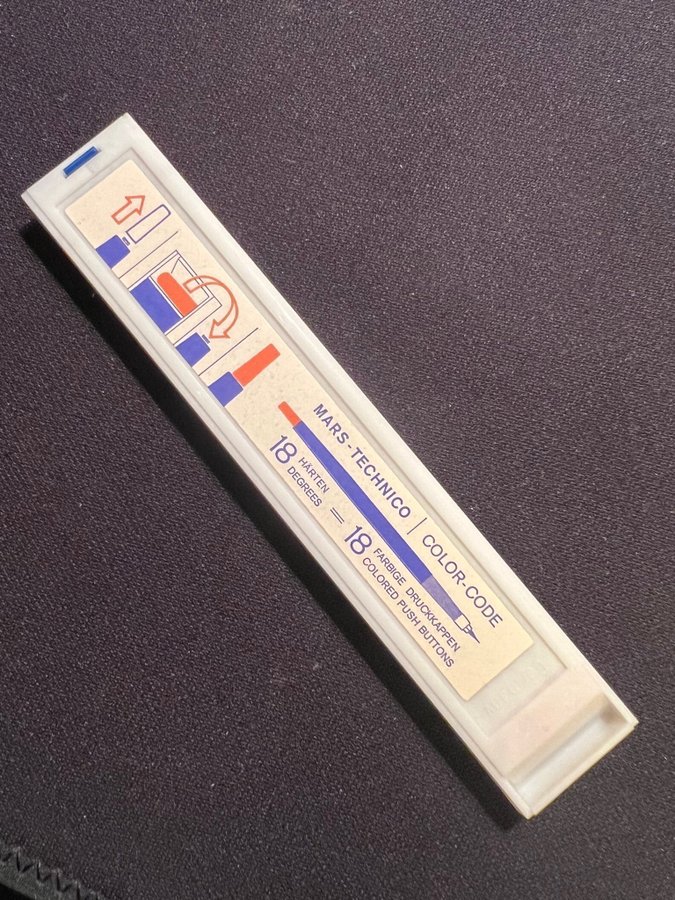 MARS-TECHNICO | COLOR-CODE
18 HÄRTEN DEGREES = 18 FARBIGE DRUCKKAPPEN
COLORED PUSH BUTTONS